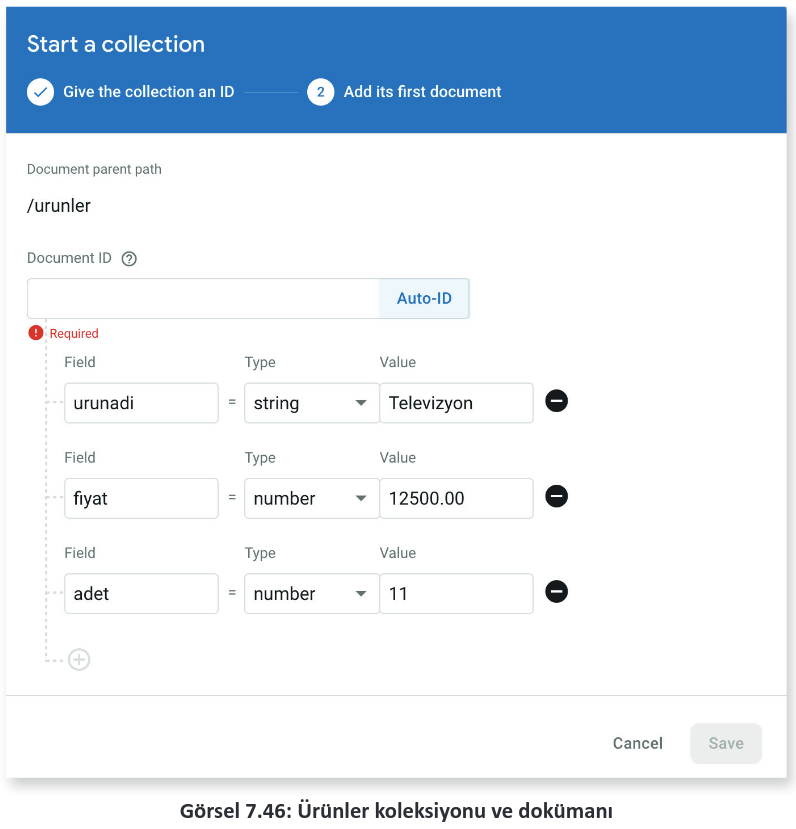 Start a collection
Give the collection an ID
2 Add its first document
Document parent path
/urunler
Document ID ?
Auto-ID
! Required
Field Type Value
urunadi = string Televizyon
Field Type Value
fiyat = number 12500.00
Field Type Value
adet = number 11
Cancel Save
Görsel 7.46: Ürünler koleksiyonu ve dokümanı